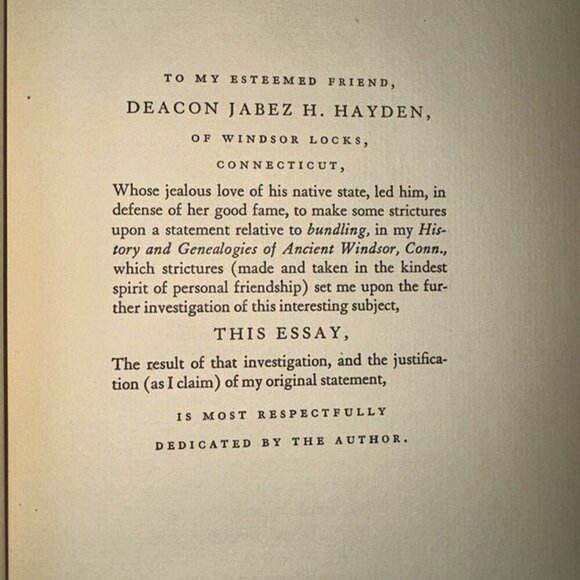 TO MY ESTEEMED FRIEND,
DEACON JABEZ H. HAYDEN,
OF WINDSOR LOCKS,
CONNECTICUT,
Whose jealous love of his native state, led him, in
defense of her good fame, to make some strictures
upon a statement relative to bundling, in my His-
tory and Genealogies of Ancient Windsor, Conn.,
which strictures (made and taken in the kindest
spirit of personal friendship) set me upon the fur-
ther investigation of this interesting subject,
THIS ESSAY,
The result of that investigation, and the justifica-
tion (as I claim) of my original statement,
IS MOST RESPECTFULLY
DEDICATED BY THE AUTHOR.